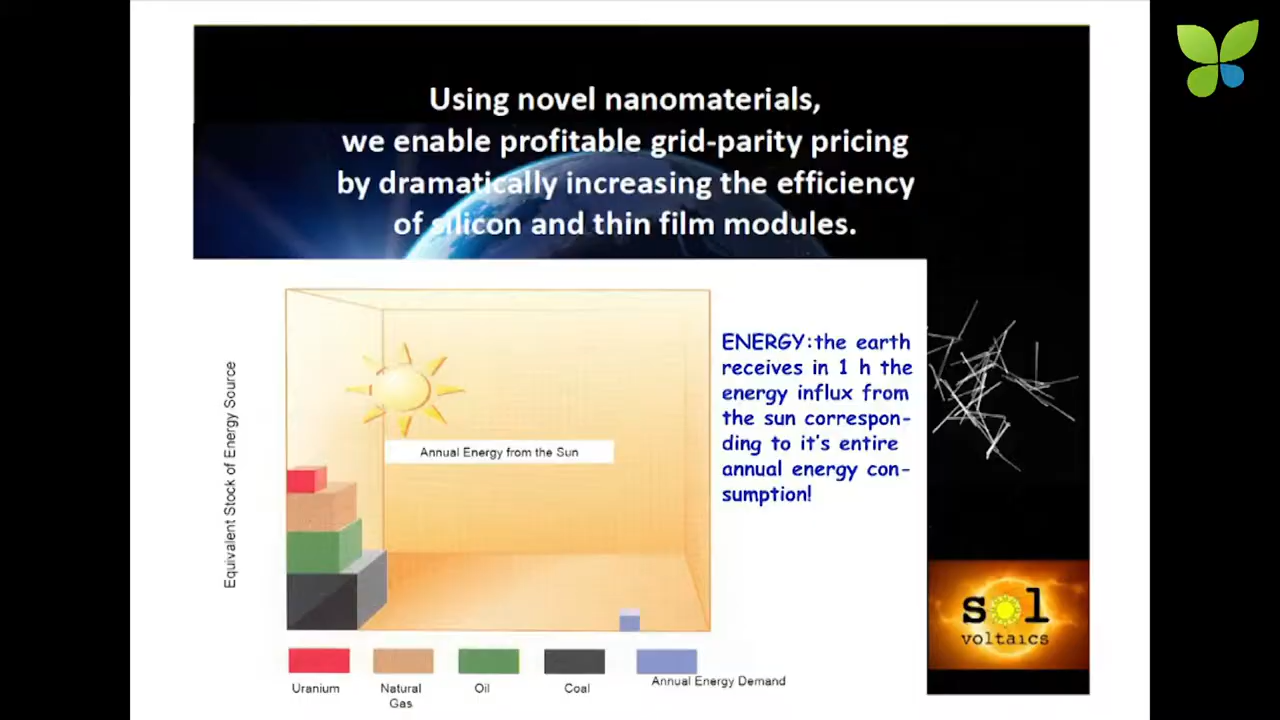 Using novel nanomaterials,
we enable profitable grid-parity pricing
by dramatically increasing the efficiency
of silicon and thin film modules.
Equivalent Stock of Energy Source
Annual Energy from the Sun
ENERGY:the earth
receives in 1 h the
energy influx from
the sun correspon-
ding to it's entire
annual energy con-
sumption!
sol
voltaics
Uranium
Natural
Gas
Oil
Coal
Annual Energy Demand